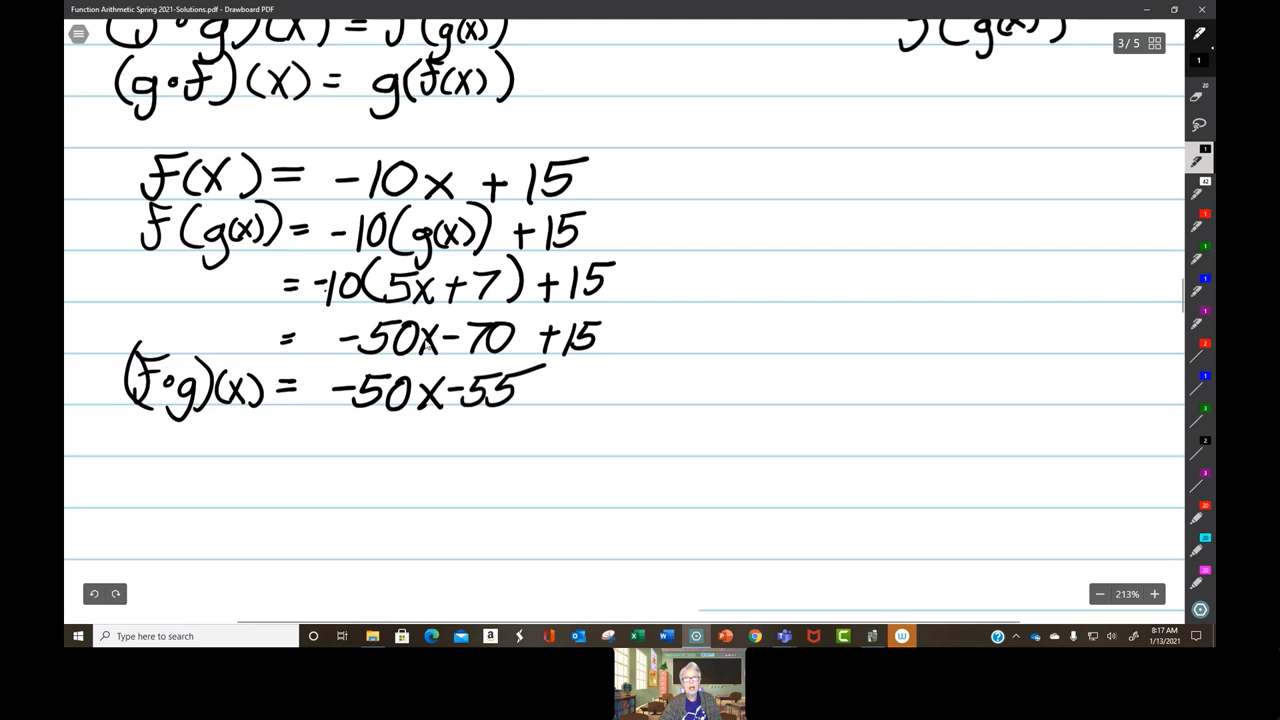 Function Arithmetic Spring 2021-Solutions.pdf - Drawboard PDF
(f∘g)(x) = f(g(x))
f(g(x))
3 / 5
(g∘f)(x) = g(f(x))
f(x) = -10x + 15
f(g(x)) = -10(g(x)) + 15
= -10(5x+7) + 15
= -50x-70 +15
(f∘g)(x) = -50x-55
213%
Type here to search
8:17 AM
1/13/2021